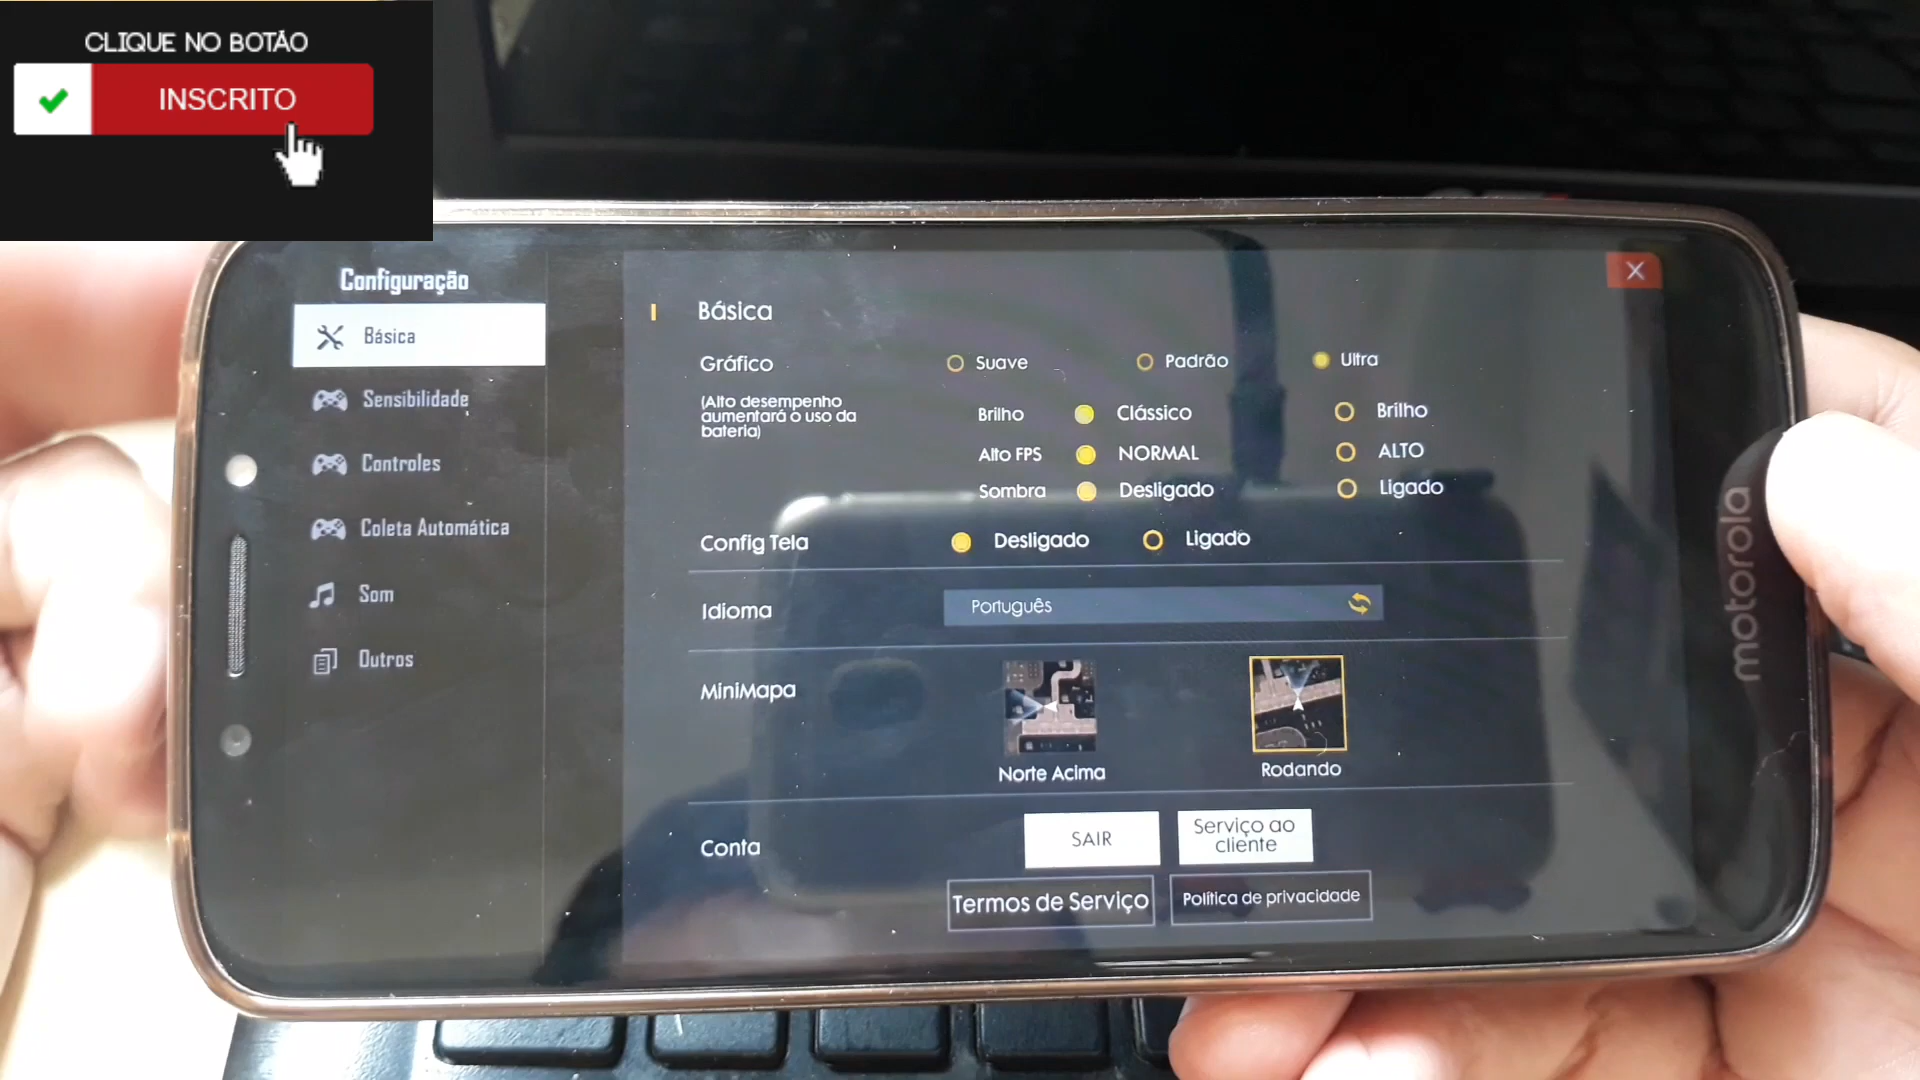 CLIQUE NO BOTÃO
INSCRITO
Configuração
Básica
Sensibilidade
Controles
Coleta Automática
Som
Outros
Básica
Gráfico
Suave
Padrão
Ultra
(Alto desempenho
aumentará o uso da
bateria)
Brilho
Clássico
Brilho
Alto FPS
NORMAL
ALTO
Sombra
Desligado
Ligado
Config Tela
Desligado
Ligado
Idioma
Português
MiniMapa
Norte Acima
Rodando
Conta
SAIR
Serviço ao
cliente
Termos de Serviço
Política de privacidade
motorola